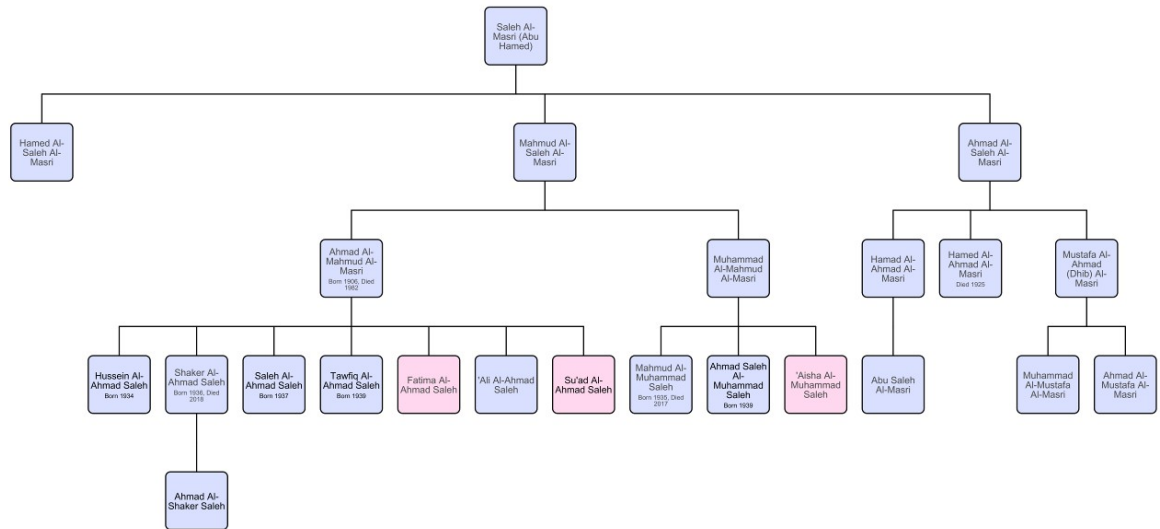 Saleh Al-
Masri (Abu
Hamed)
Hamed Al-
Saleh Al-
Masri
Mahmud Al-
Saleh Al-
Masri
Ahmad Al-
Saleh Al-
Masri
Ahmad Al-
Mahmud Al-
Masri
Born 1906, Died
1982
Muhammad
Al-Mahmud
Al-Masri
Hamad Al-
Ahmad Al-
Masri
Hamed Al-
Ahmad Al-
Masri
Died 1925
Mustafa Al-
Ahmad
(Dhib) Al-
Masri
Hussein Al-
Ahmad Saleh
Born 1934
Shaker Al-
Ahmad Saleh
Born 1936, Died
2018
Saleh Al-
Ahmad Saleh
Born 1937
Tawfiq Al-
Ahmad Saleh
Born 1939
Fatima Al-
Ahmad Saleh
'Ali Al-Ahmad
Saleh
Su'ad Al-
Ahmad Saleh
Mahmud Al-
Muhammad
Saleh
Born 1935, Died
2017
Ahmad Saleh
Al-
Muhammad
Saleh
Born 1939
'Aisha Al-
Muhammad
Saleh
Abu Saleh
Al-Masri
Muhammad
Al-Mustafa
Al-Masri
Ahmad Al-
Mustafa Al-
Masri
Ahmad Al-
Shaker Saleh